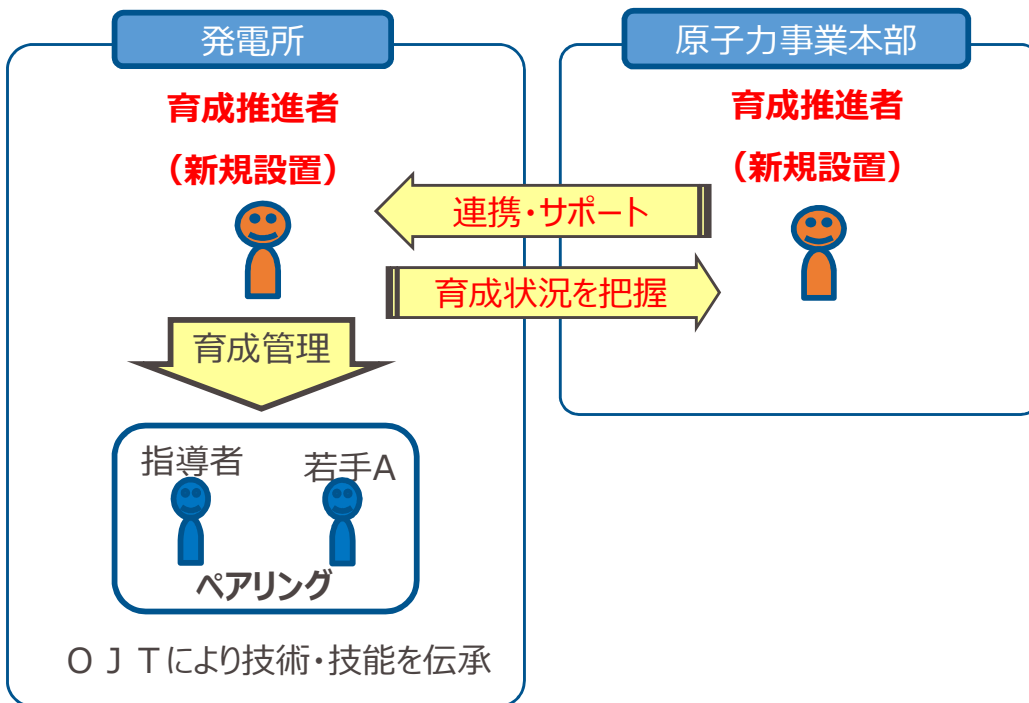 発電所
育成推進者
（新規設置）
原子力事業本部
育成推進者
（新規設置）
連携・サポート
育成状況を把握
育成管理
指導者
若手A
ペアリング
ＯＪＴにより技術・技能を伝承